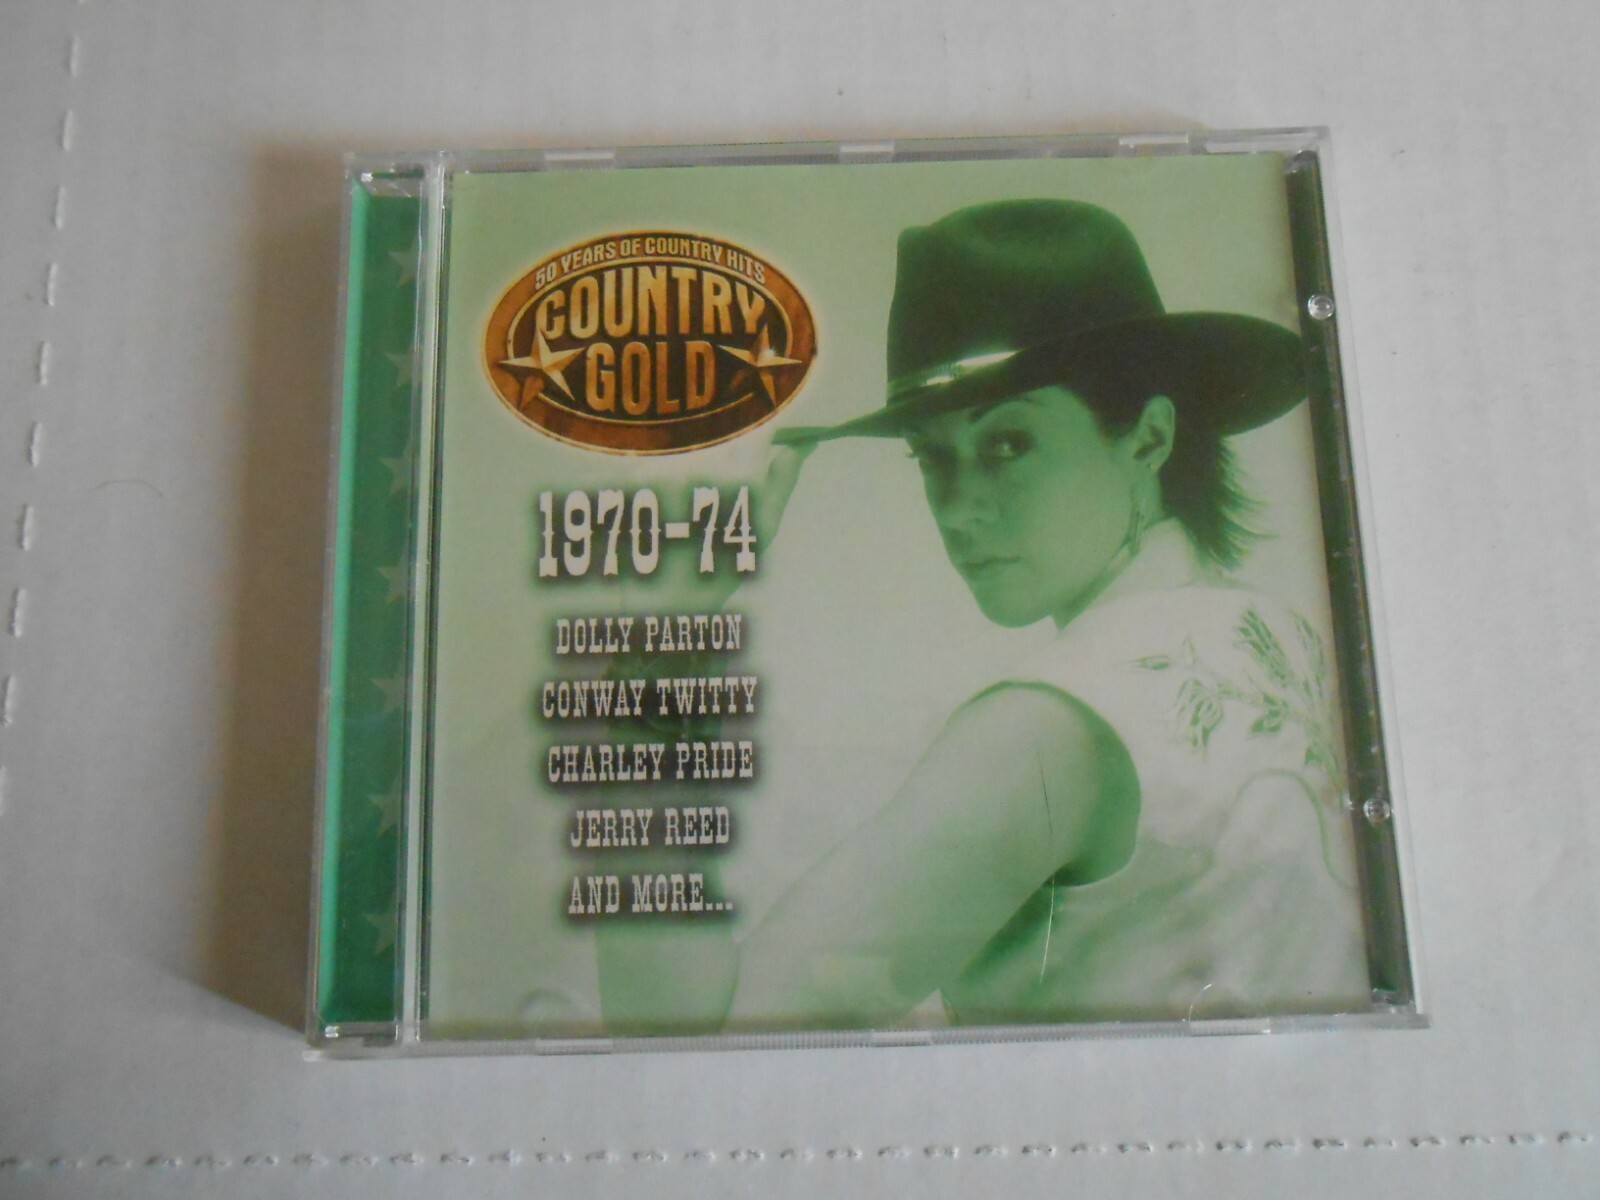 50 YEARS OF COUNTRY HITS
COUNTRY
GOLD
1970-74
DOLLY PARTON
CONWAY TWITTY
CHARLEY PRIDE
JERRY REED
AND MORE...